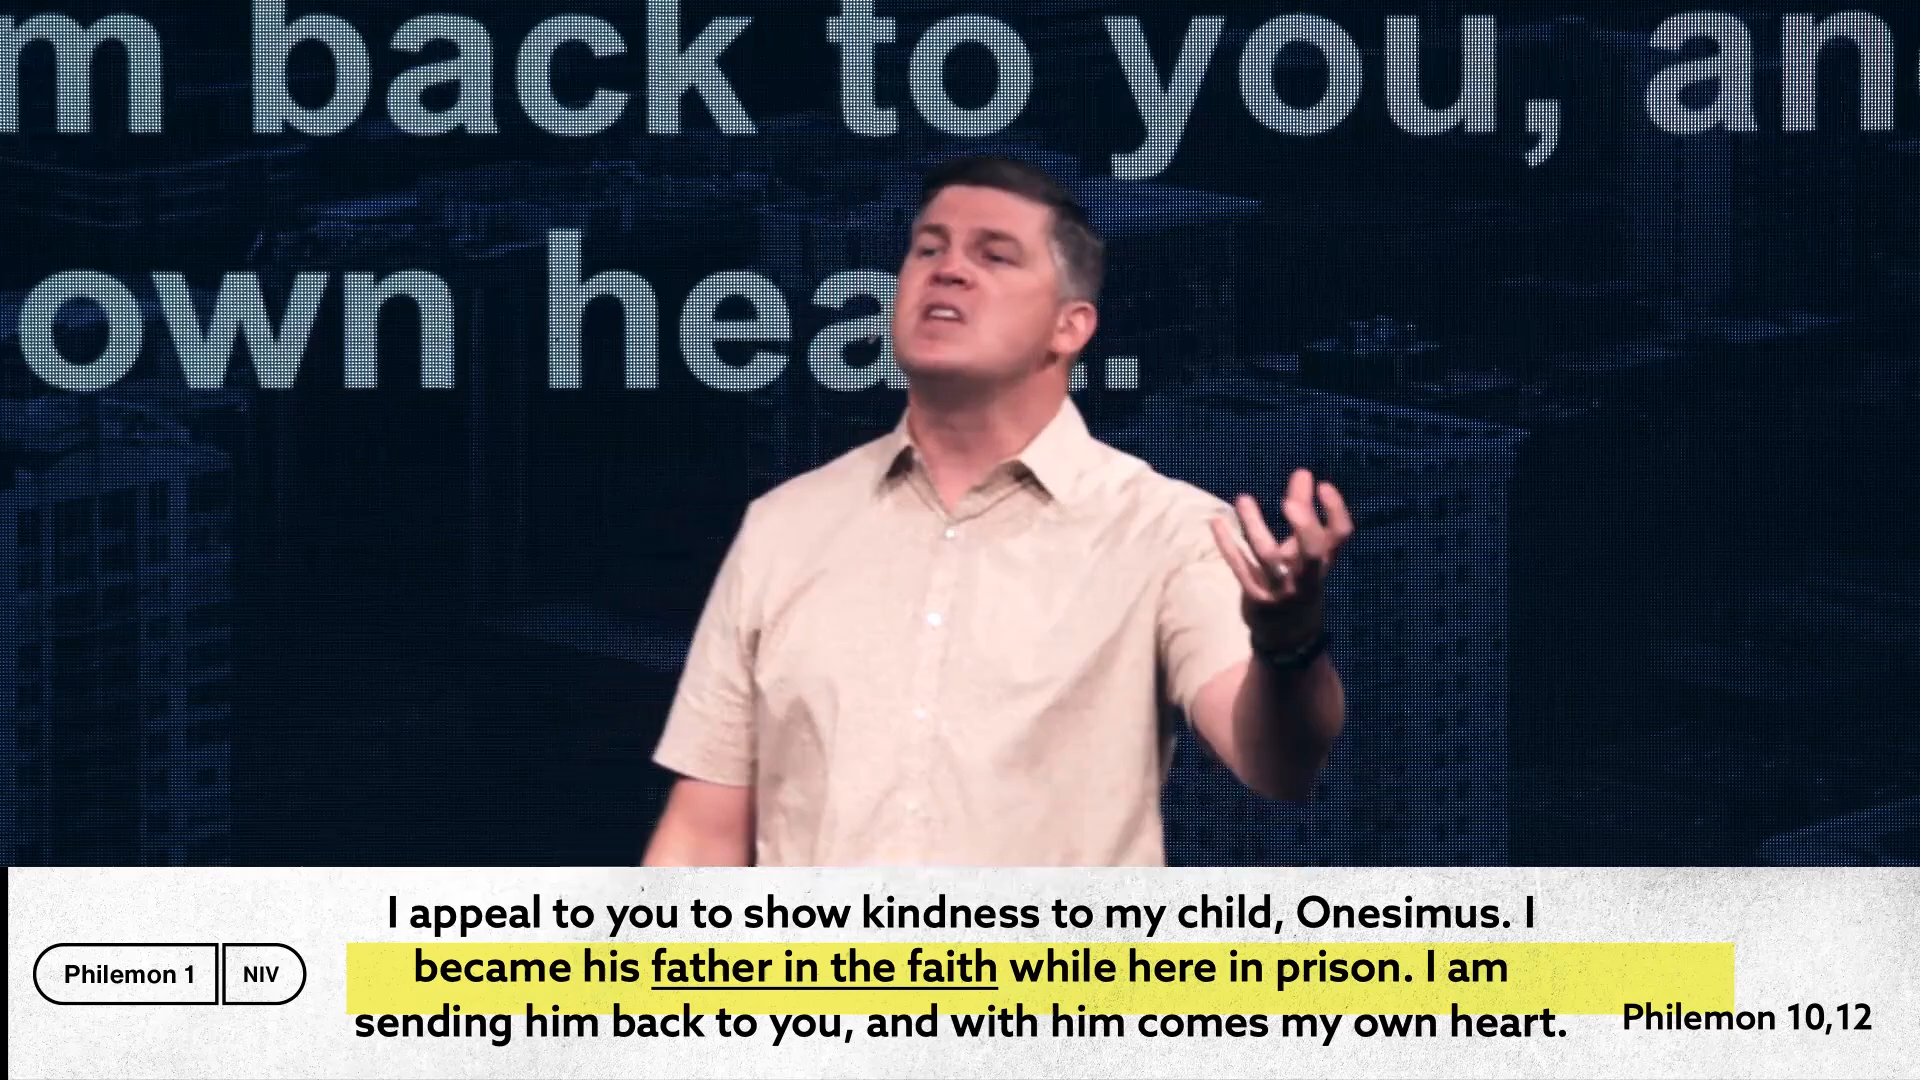 m back to you, an
own hea
I appeal to you to show kindness to my child, Onesimus. I
became his father in the faith while here in prison. I am
sending him back to you, and with him comes my own heart.
Philemon 1 NIV
Philemon 10,12